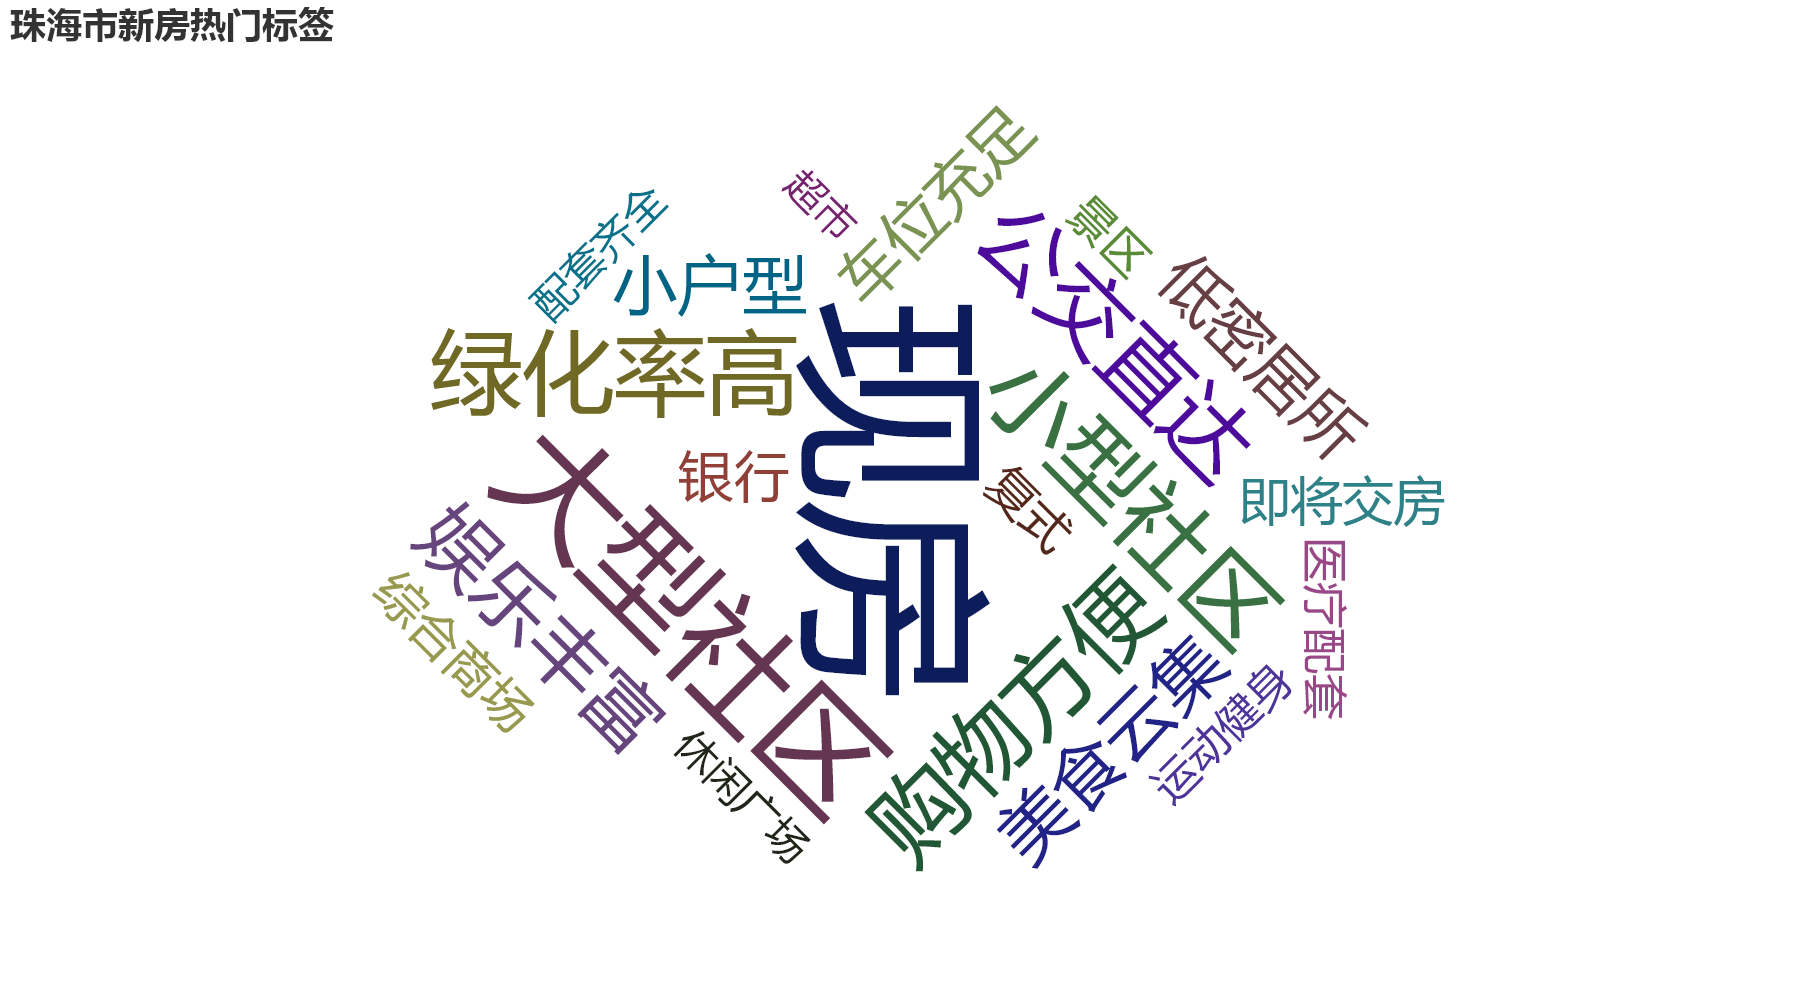 珠海市新房热门标签
超市
车位充足
配套齐全
小户型
公交直达
景区
低密居所
绿化率高
现房
小型社区
银行
复式
即将交房
大型社区
娱乐丰富
综合商场
医疗配套
购物方便
美食云集
运动健身
休闲广场